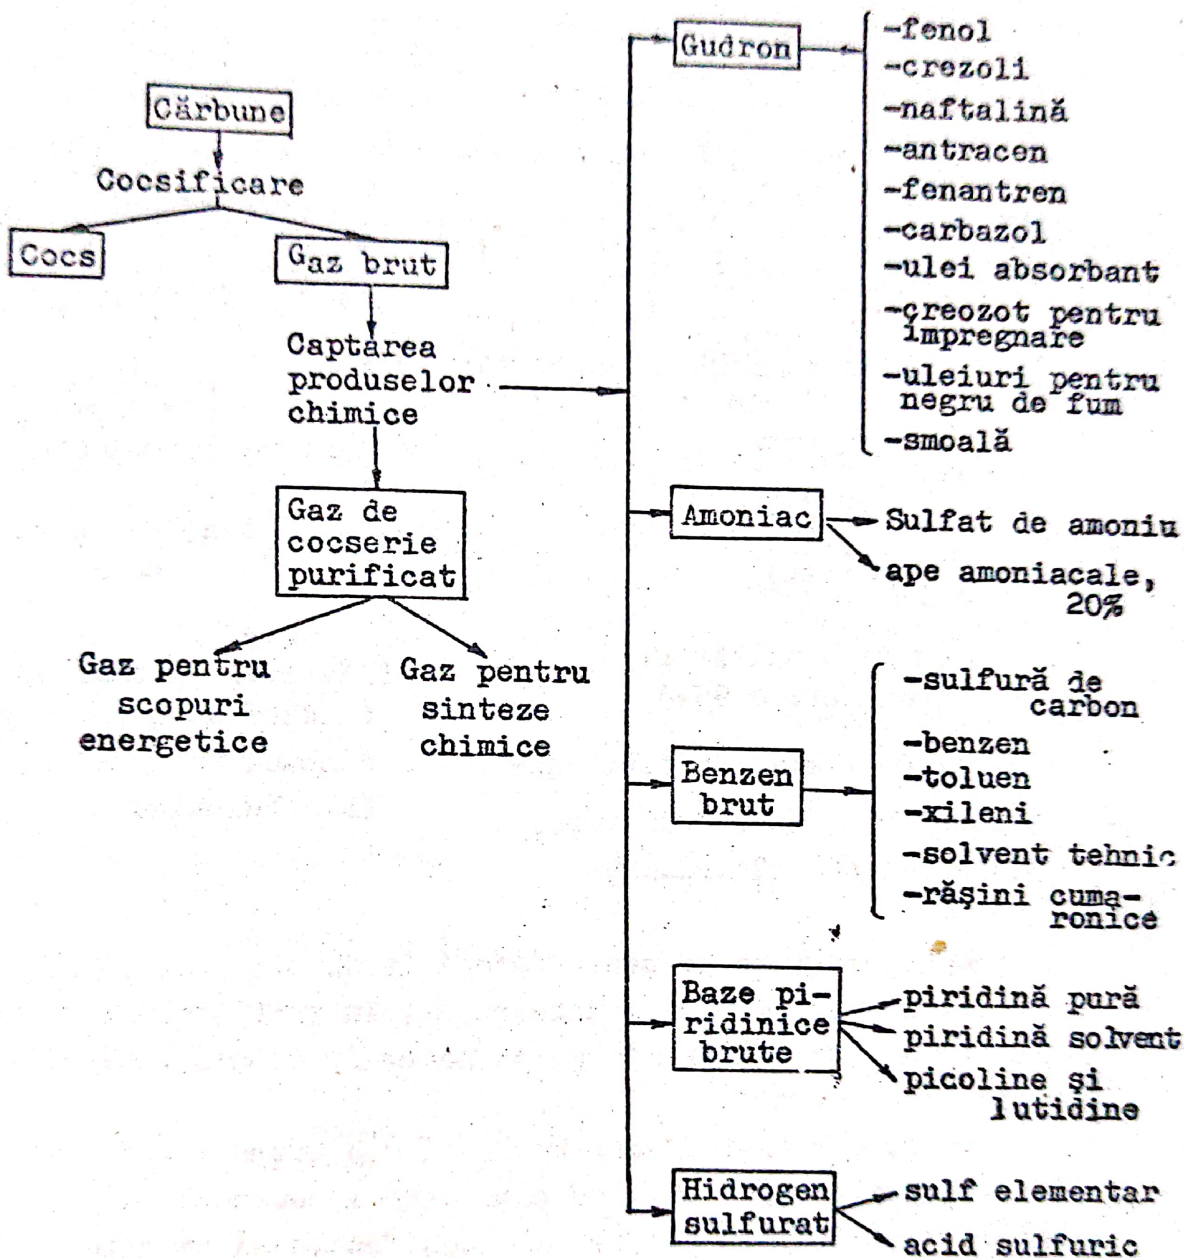 Cărbune
Cocsificare
Cocs
Gaz brut
Captarea
produselor
chimice
Gaz de
cocserie
purificat
Gaz pentru
scopuri
energetice
Gaz pentru
sinteze
chimice
Gudron
-fenol
-crezoli
-naftalină
-antracen
-fenantren
-carbazol
-ulei absorbant
-creozot pentru
impregnare
-uleiuri pentru
negru de fum
-smoală
Amoniac
Sulfat de amoniu
ape amoniacale,
20%
Benzen
brut
-sulfură de
carbon
-benzen
-toluen
-xileni
-solvent tehnic
-rășini cuma-
ronice
Baze pi-
ridinice
brute
piridină pură
piridină solvent
picoline și
lutidine
Hidrogen
sulfurat
sulf elementar
acid sulfuric